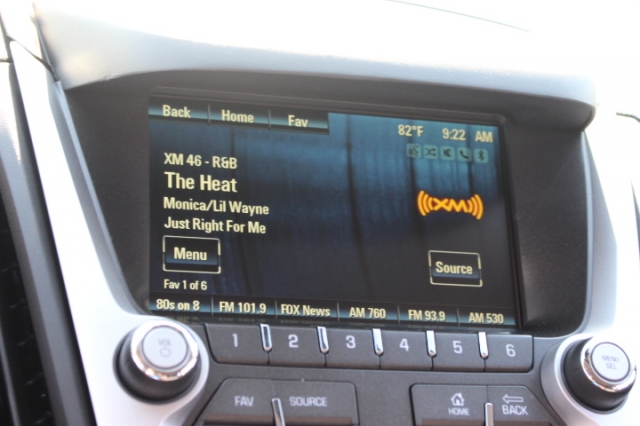 Back Home Fav
82°F 9:22 AM
XM 46 - R&B
The Heat
Monica/Lil Wayne
Just Right For Me
((XM))
Menu
Source
Fav 1 of 6
80s on 8 FM 101.9 FOX News AM 760 FM 93.9 AM 530
VOL
1 2 3 4 5 6
MENU
SEL
FAV SOURCE
HOME BACK